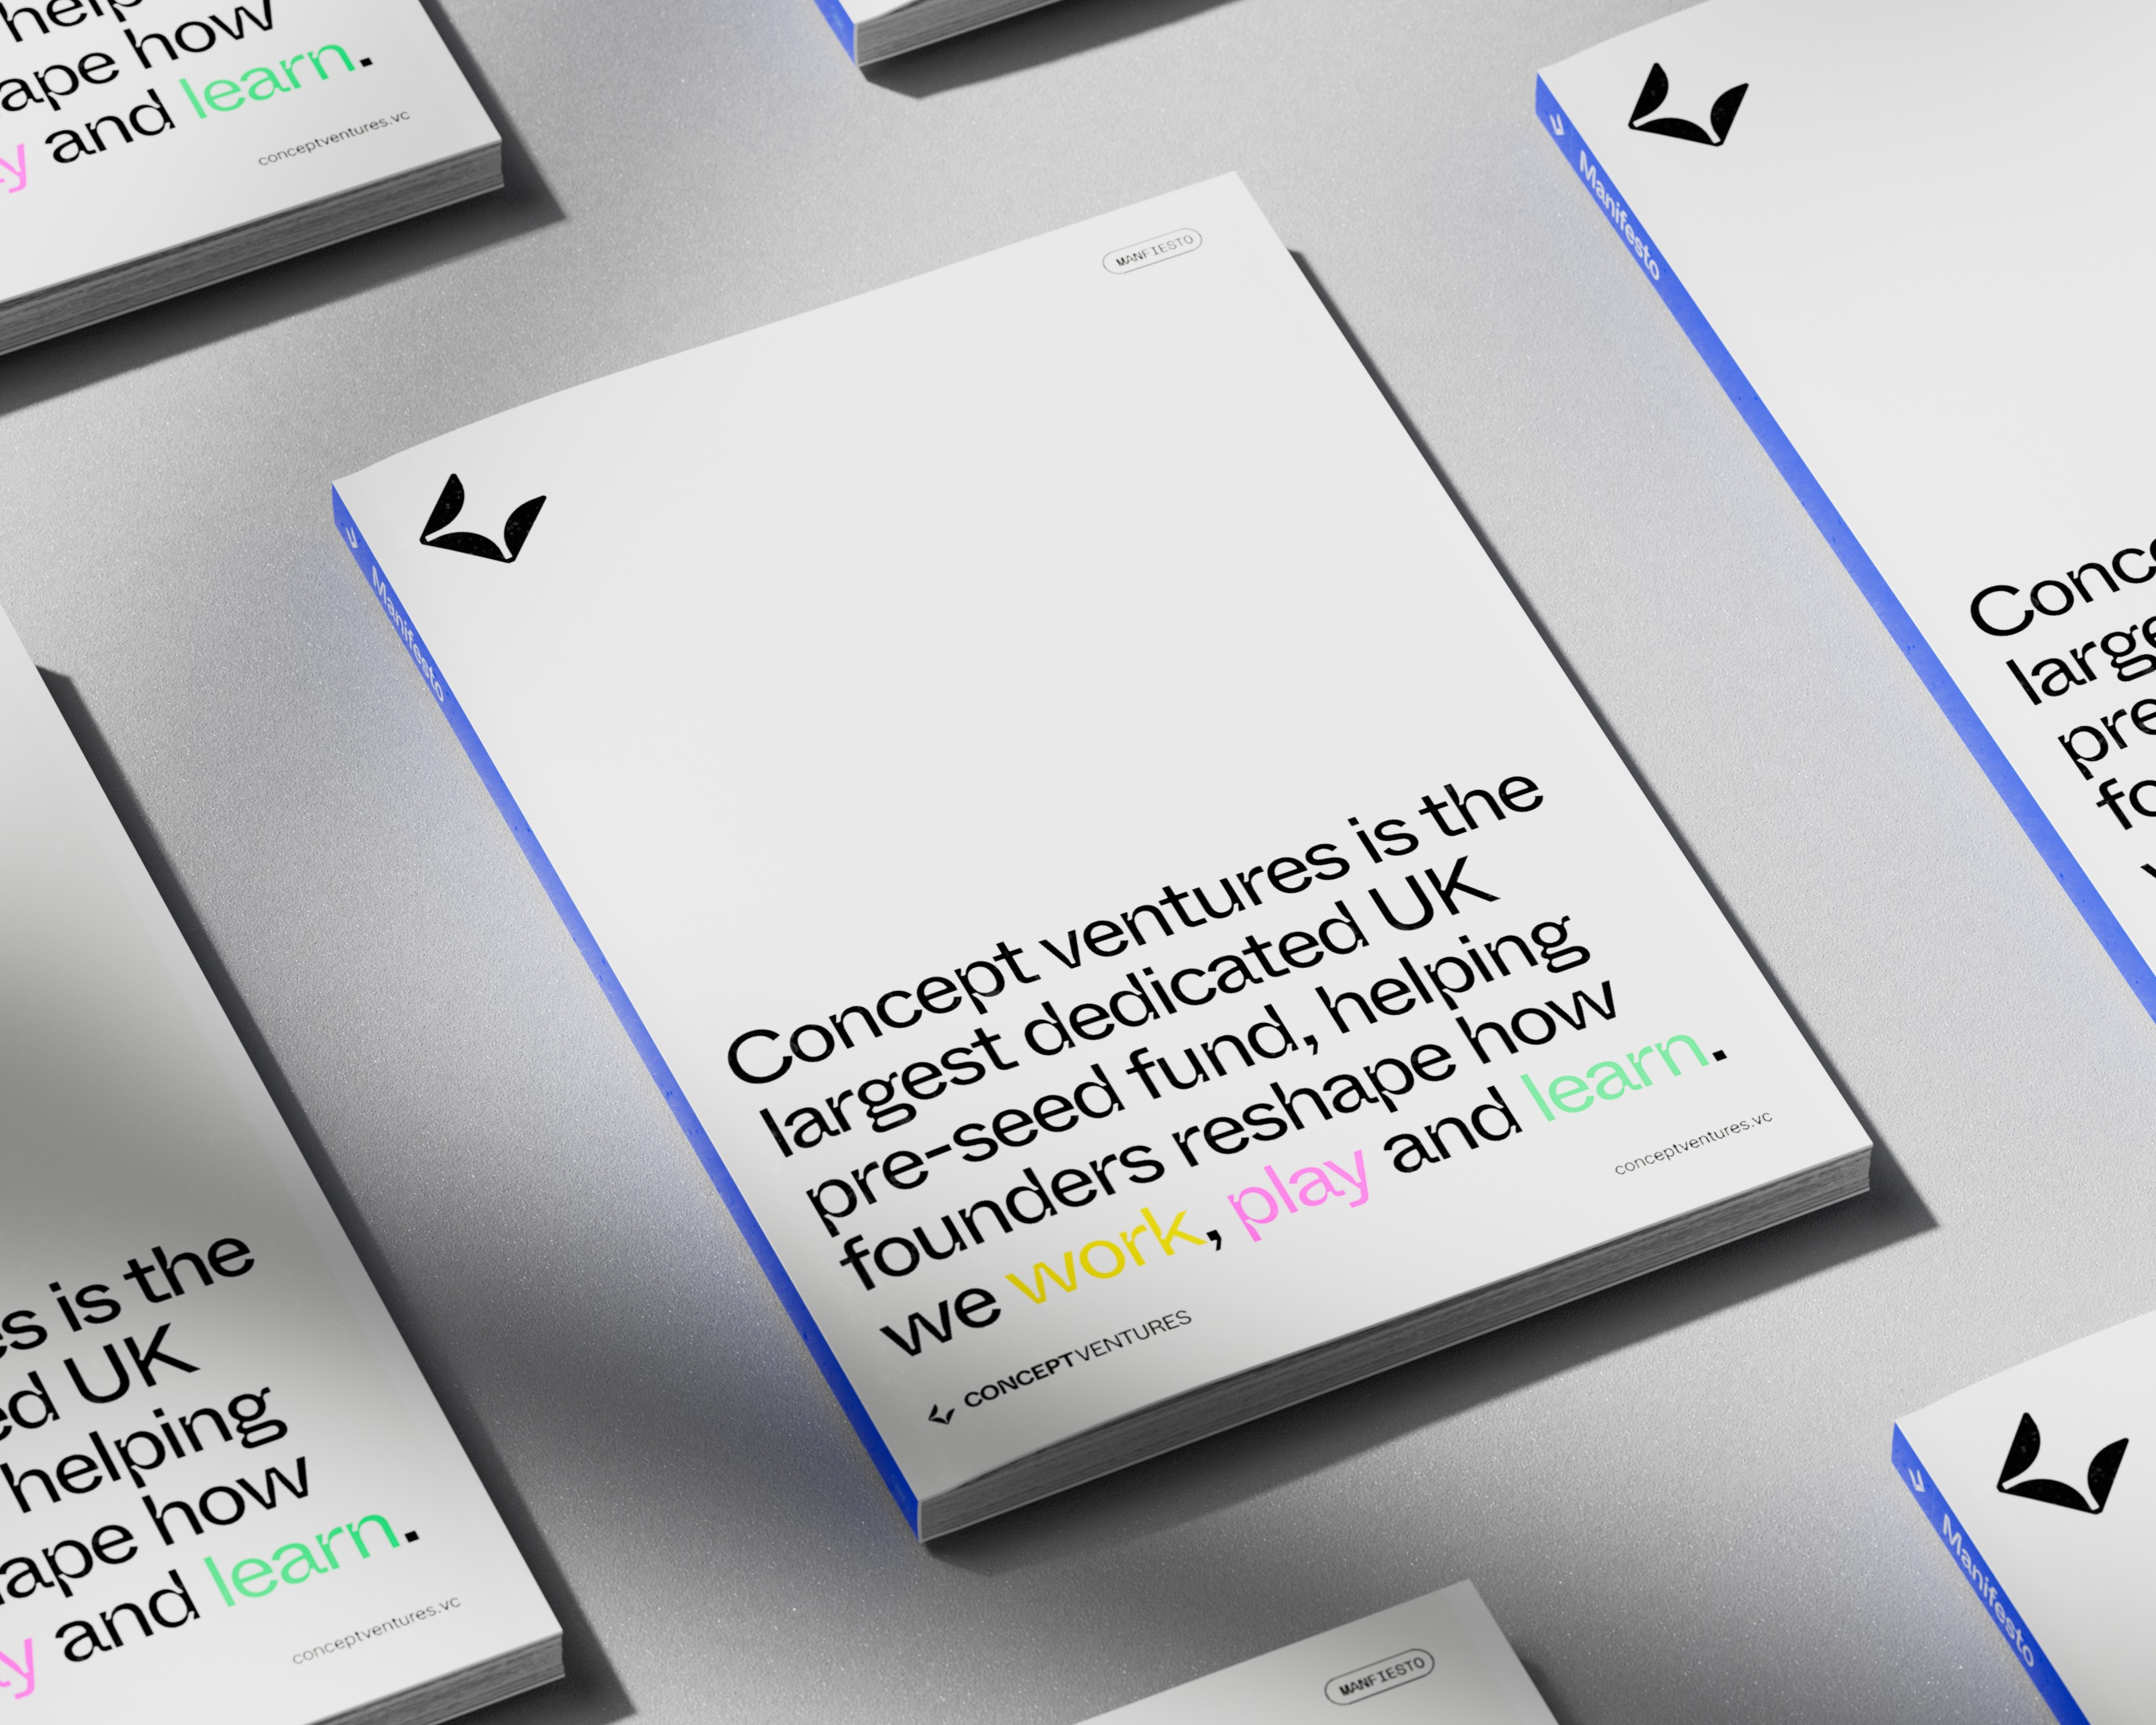 help
ape how
y and learn.
conceptventures.vc
MANFIESTO
Manifesto
Concept ventures is the
largest dedicated UK
pre-seed fund, helping
founders reshape how
we work, play and learn.
conceptventures.vc
CONCEPTVENTURES
Manifesto
Conc
large
pre
fo
es is the
ed UK
helping
ape how
y and learn.
conceptventures.vc
MANFIESTO
Manifesto